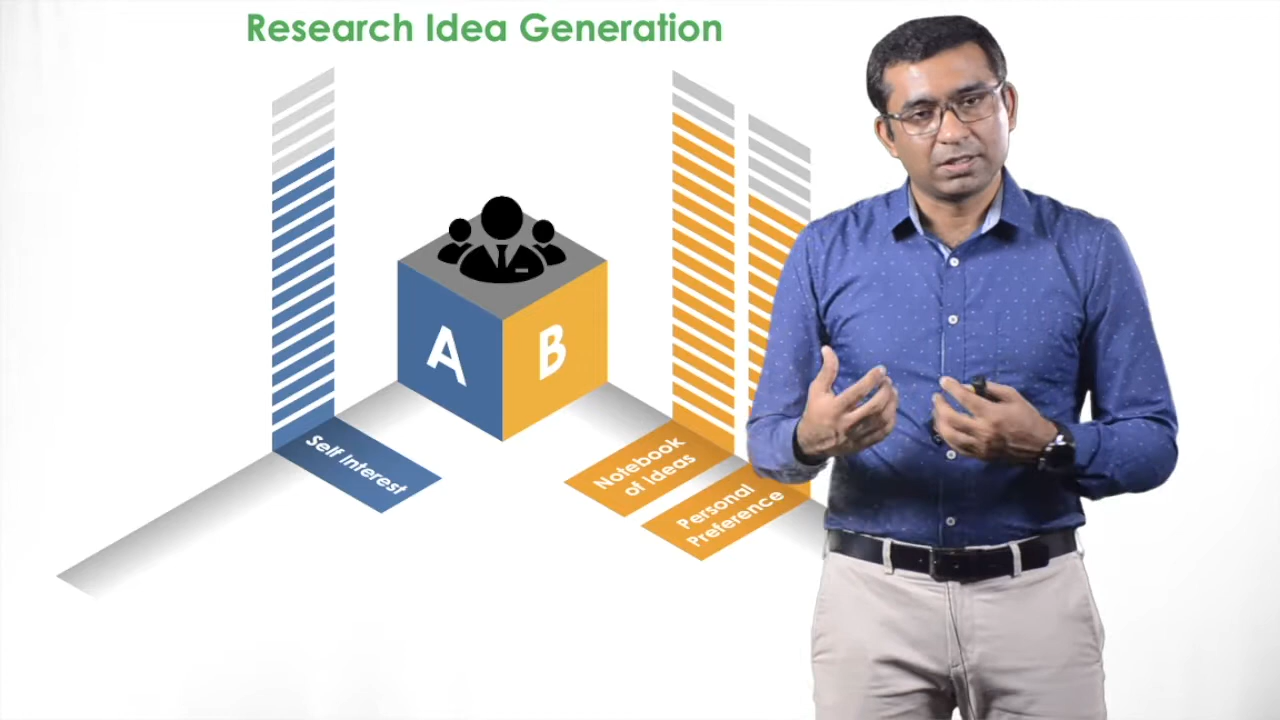 Research Idea Generation
A
B
Self Interest
Notebook
of Ideas
Personal
Preference